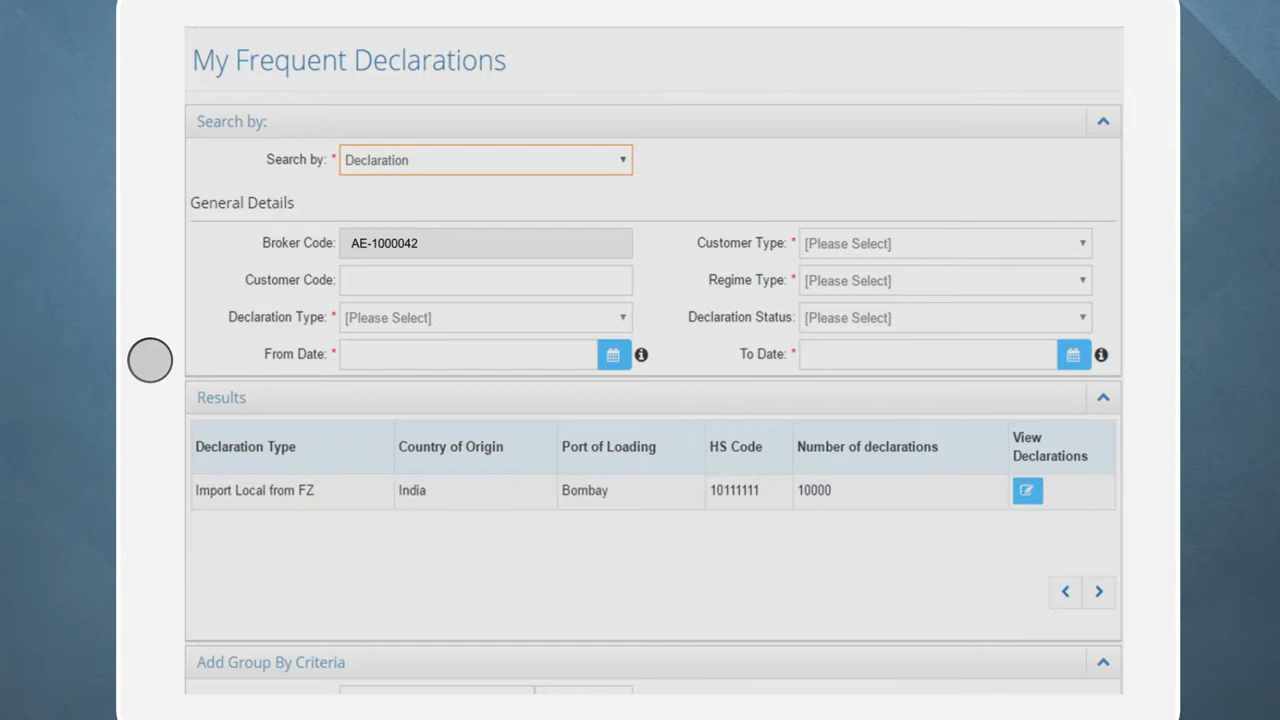 My Frequent Declarations
Search by:
Search by: * Declaration
General Details
Broker Code: AE-1000042 Customer Type: * [Please Select]
Customer Code: Regime Type: * [Please Select]
Declaration Type: * [Please Select] Declaration Status: [Please Select]
From Date: * To Date: *
Results
Declaration Type Country of Origin Port of Loading HS Code Number of declarations View Declarations
Import Local from FZ India Bombay 10111111 10000
Add Group By Criteria